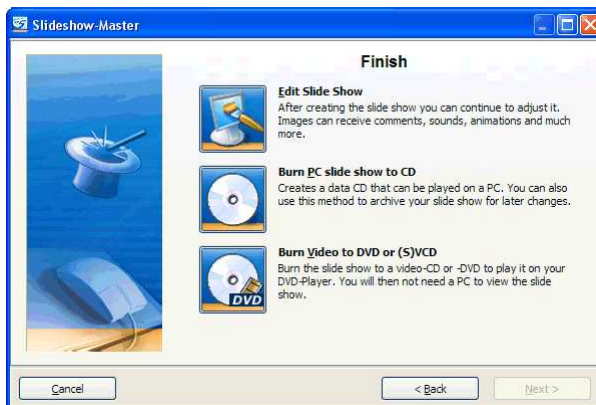 Slideshow-Master
Finish
Edit Slide Show
After creating the slide show you can continue to adjust it.
Images can receive comments, sounds, animations and much
more.
Burn PC slide show to CD
Creates a data CD that can be played on a PC. You can also
use this method to archive your slide show for later changes.
Burn Video to DVD or (S)VCD
Burn the slide show to a video-CD or -DVD to play it on your
DVD-Player. You will then not need a PC to view the slide
show.
DVD
Cancel
< Back
Next >